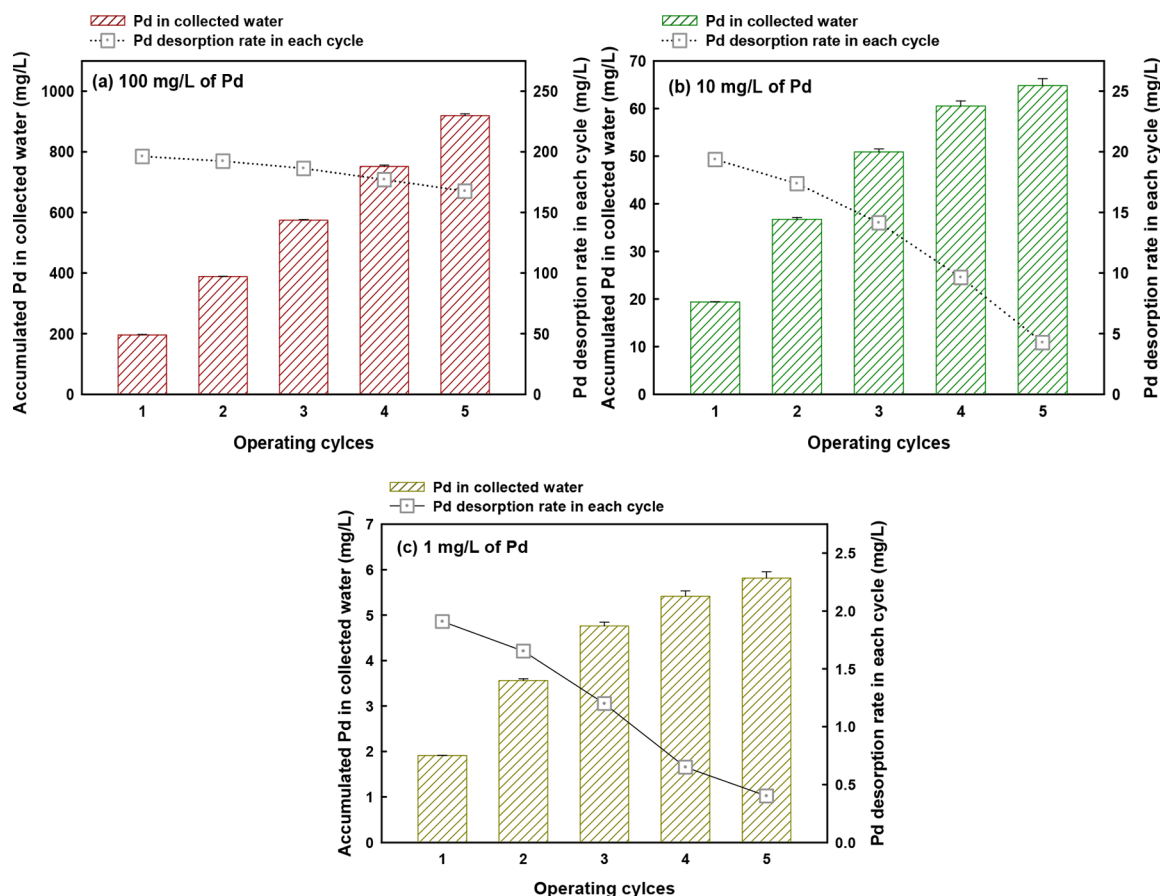 Pd in collected water
Pd desorption rate in each cycle
(a) 100 mg/L of Pd
Accumulated Pd in collected water (mg/L)
1000
800
600
400
200
0
250
200
150
100
50
0
Pd desorption rate in each cycle (mg/L)
1 2 3 4 5
Operating cylces
Pd in collected water
Pd desorption rate in each cycle
(b) 10 mg/L of Pd
Accumulated Pd in collected water (mg/L)
70
60
50
40
30
20
10
0
25
20
15
10
5
0
Pd desorption rate in each cycle (mg/L)
1 2 3 4 5
Operating cylces
Pd in collected water
Pd desorption rate in each cycle
(c) 1 mg/L of Pd
Accumulated Pd in collected water (mg/L)
7
6
5
4
3
2
1
0
2.5
2.0
1.5
1.0
0.5
0.0
Pd desorption rate in each cycle (mg/L)
1 2 3 4 5
Operating cylces